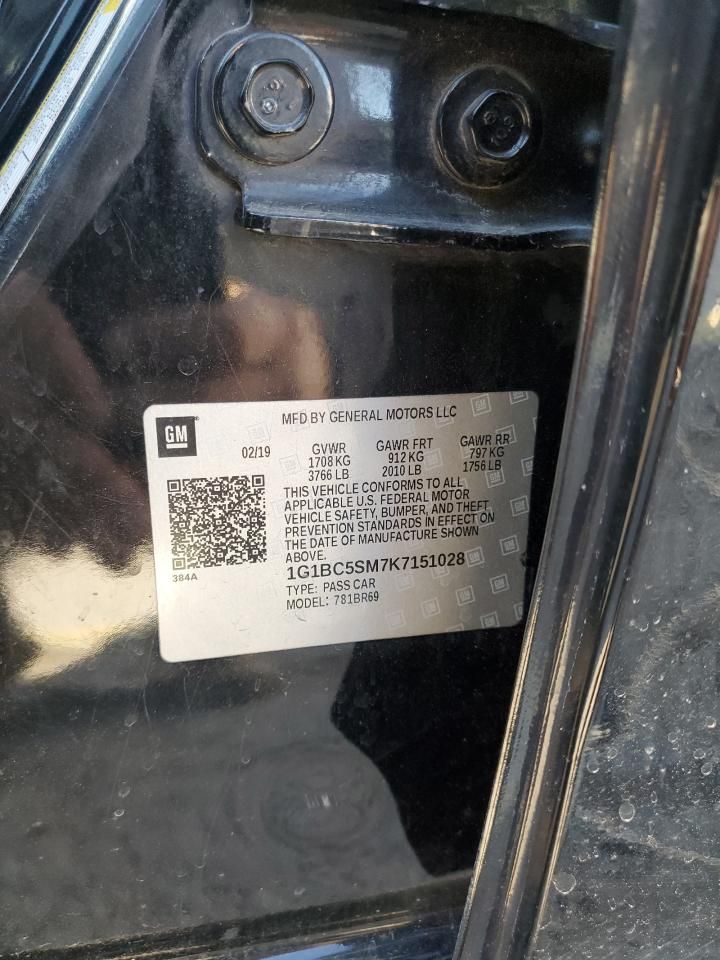 GM
MFD BY GENERAL MOTORS LLC
02/19 GVWR GAWR FRT GAWR RR
1708 KG 912 KG 797 KG
3766 LB 2010 LB 1756 LB
THIS VEHICLE CONFORMS TO ALL
APPLICABLE U.S. FEDERAL MOTOR
VEHICLE SAFETY, BUMPER, AND THEFT
PREVENTION STANDARDS IN EFFECT ON
THE DATE OF MANUFACTURE SHOWN
ABOVE.
384A
1G1BC5SM7K7151028
TYPE: PASS CAR
MODEL: 781BR69